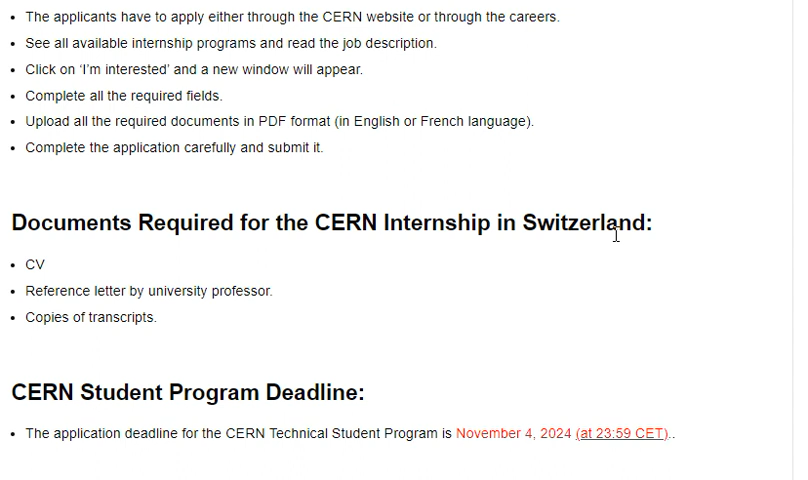 • The applicants have to apply either through the CERN website or through the careers.
• See all available internship programs and read the job description.
• Click on ‘I’m interested’ and a new window will appear.
• Complete all the required fields.
• Upload all the required documents in PDF format (in English or French language).
• Complete the application carefully and submit it.
Documents Required for the CERN Internship in Switzerland:
• CV
• Reference letter by university professor.
• Copies of transcripts.
CERN Student Program Deadline:
• The application deadline for the CERN Technical Student Program is November 4, 2024 (at 23:59 CET)..